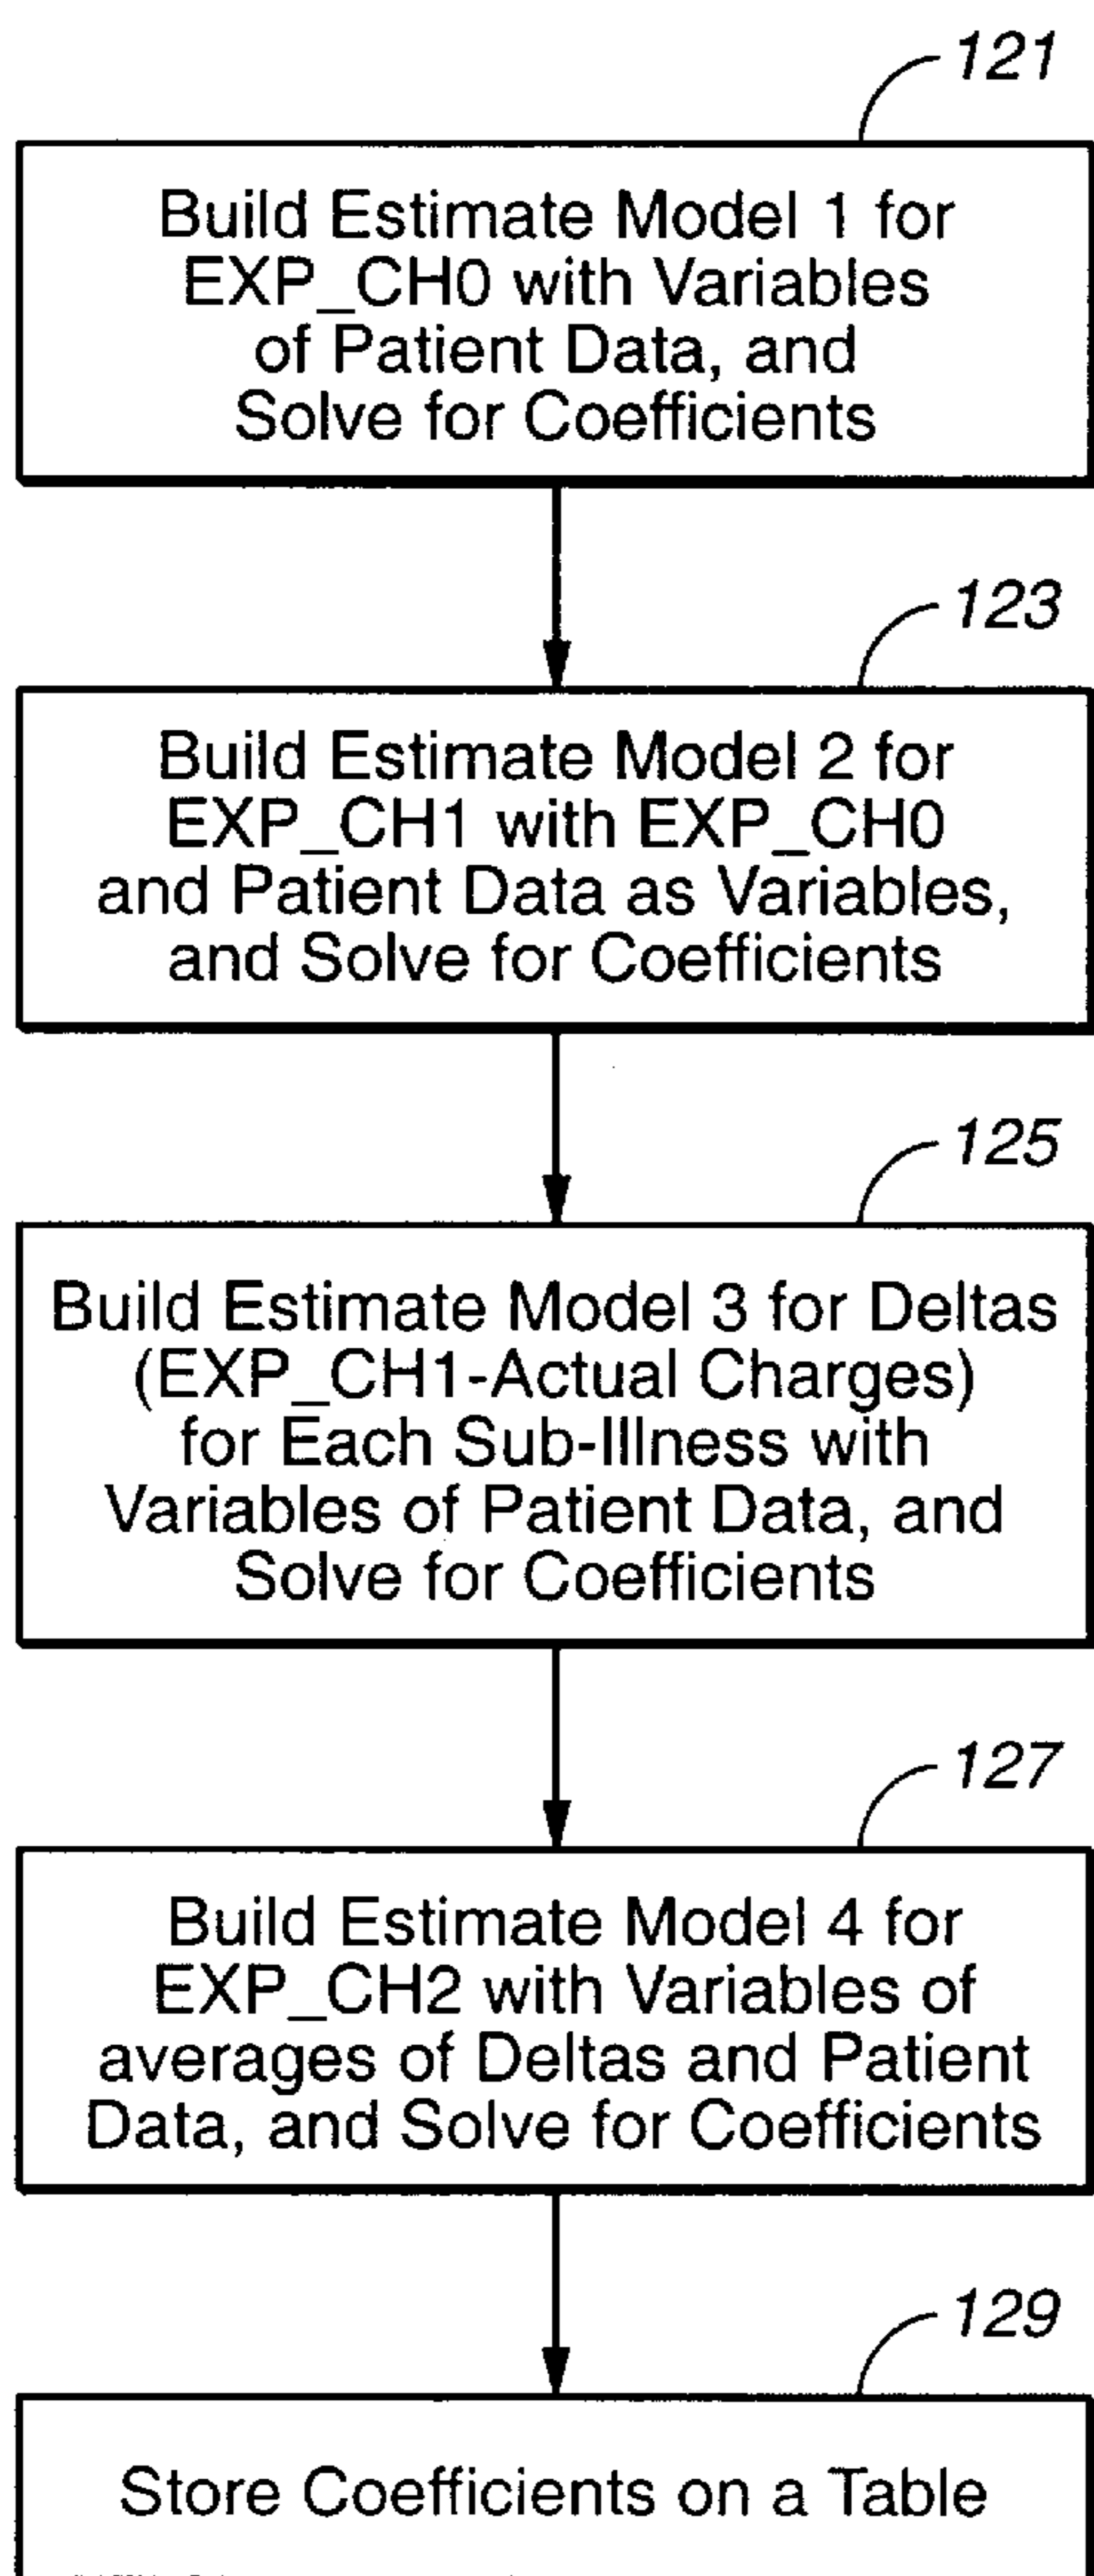 121
Build Estimate Model 1 for
EXP_CH0 with Variables
of Patient Data, and
Solve for Coefficients
123
Build Estimate Model 2 for
EXP_CH1 with EXP_CH0
and Patient Data as Variables,
and Solve for Coefficients
125
Build Estimate Model 3 for Deltas
(EXP_CH1-Actual Charges)
for Each Sub-Illness with
Variables of Patient Data, and
Solve for Coefficients
127
Build Estimate Model 4 for
EXP_CH2 with Variables of
averages of Deltas and Patient
Data, and Solve for Coefficients
129
Store Coefficients on a Table